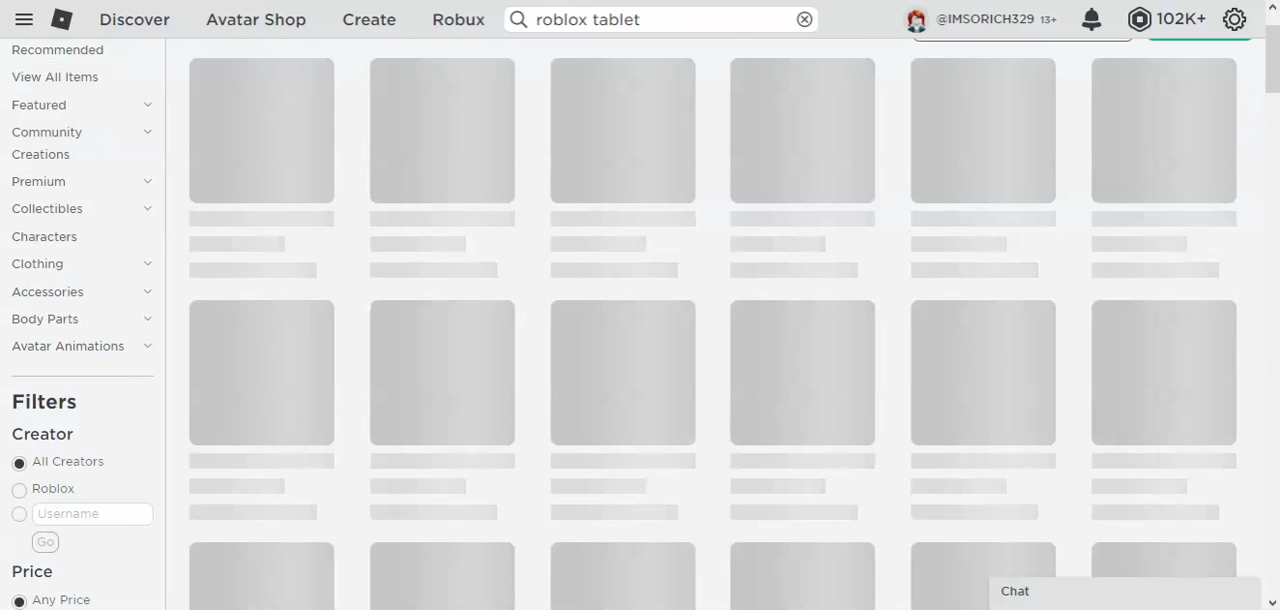 Discover Avatar Shop Create Robux roblox tablet @IMSORICH329 13+ 102K+
Recommended
View All Items
Featured
Community
Creations
Premium
Collectibles
Characters
Clothing
Accessories
Body Parts
Avatar Animations
Filters
Creator
All Creators
Roblox
Username
Go
Price
Any Price
Chat